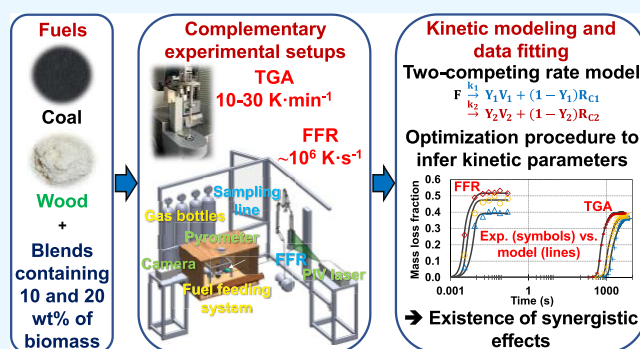 Fuels
Coal
Wood
+
Blends
containing
10 and 20
wt% of
biomass
Complementary
experimental setups
TGA
10-30 K·min⁻¹
FFR
~10⁶ K·s⁻¹
Sampling
line
Gas bottles
Pyrometer
Camera
FFR
PIV laser
Fuel feeding
system
Kinetic modeling and
data fitting
Two-competing rate model
F k₁→ Y₁V₁ + (1 − Y₁)R_C1
k₂→ Y₂V₂ + (1 − Y₂)R_C2
Optimization procedure to
infer kinetic parameters
Mass loss fraction
0.6
0.5
0.4
0.3
0.2
0.1
0.0
FFR
TGA
Exp. (symbols) vs.
model (lines)
0.001
1
1000
Time (s)
➔ Existence of synergistic
effects